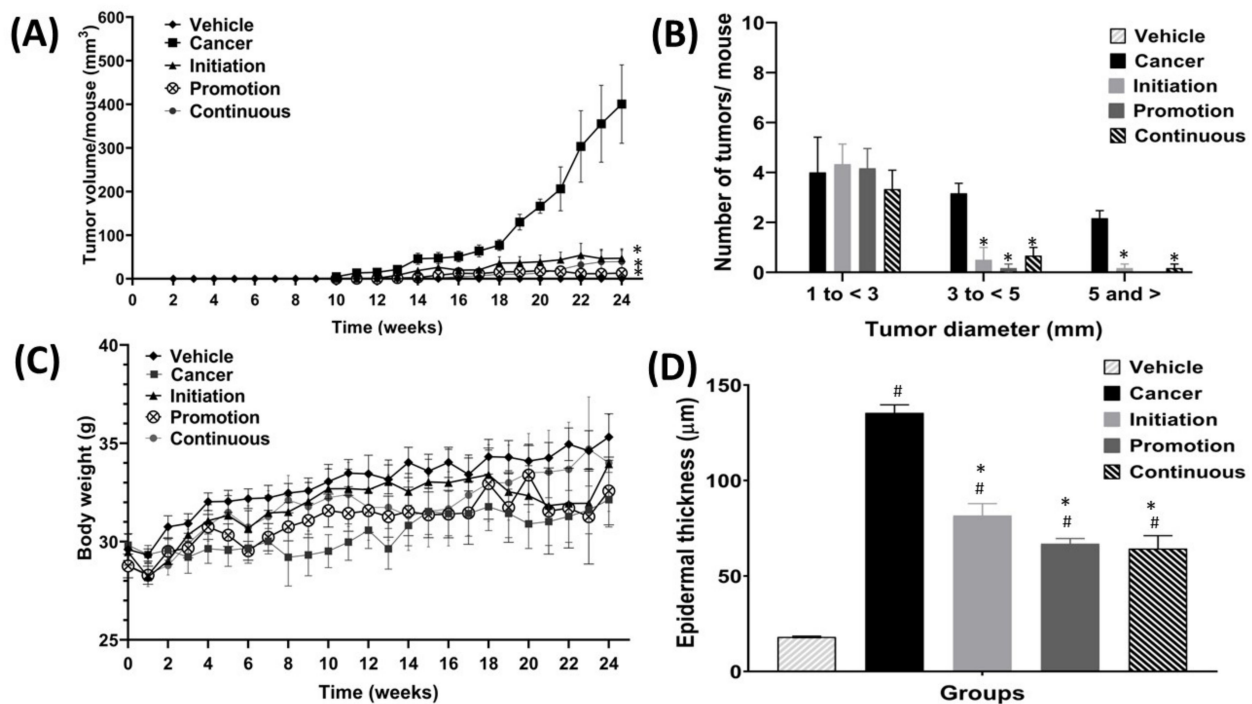 (A)
Tumor volume/mouse (mm³)
600
500
400
300
200
100
0
Vehicle
Cancer
Initiation
Promotion
Continuous
*
*
*
0 2 4 6 8 10 12 14 16 18 20 22 24
Time (weeks)
(B)
Number of tumors/ mouse
10
8
6
4
2
0
Vehicle
Cancer
Initiation
Promotion
Continuous
* * * * *
1 to < 3 3 to < 5 5 and >
Tumor diameter (mm)
(C)
Body weight (g)
40
35
30
25
Vehicle
Cancer
Initiation
Promotion
Continuous
0 2 4 6 8 10 12 14 16 18 20 22 24
Time (weeks)
(D)
Epidermal thickness (μm)
150
100
50
0
Vehicle
Cancer
Initiation
Promotion
Continuous
#
* * *
# # #
Groups